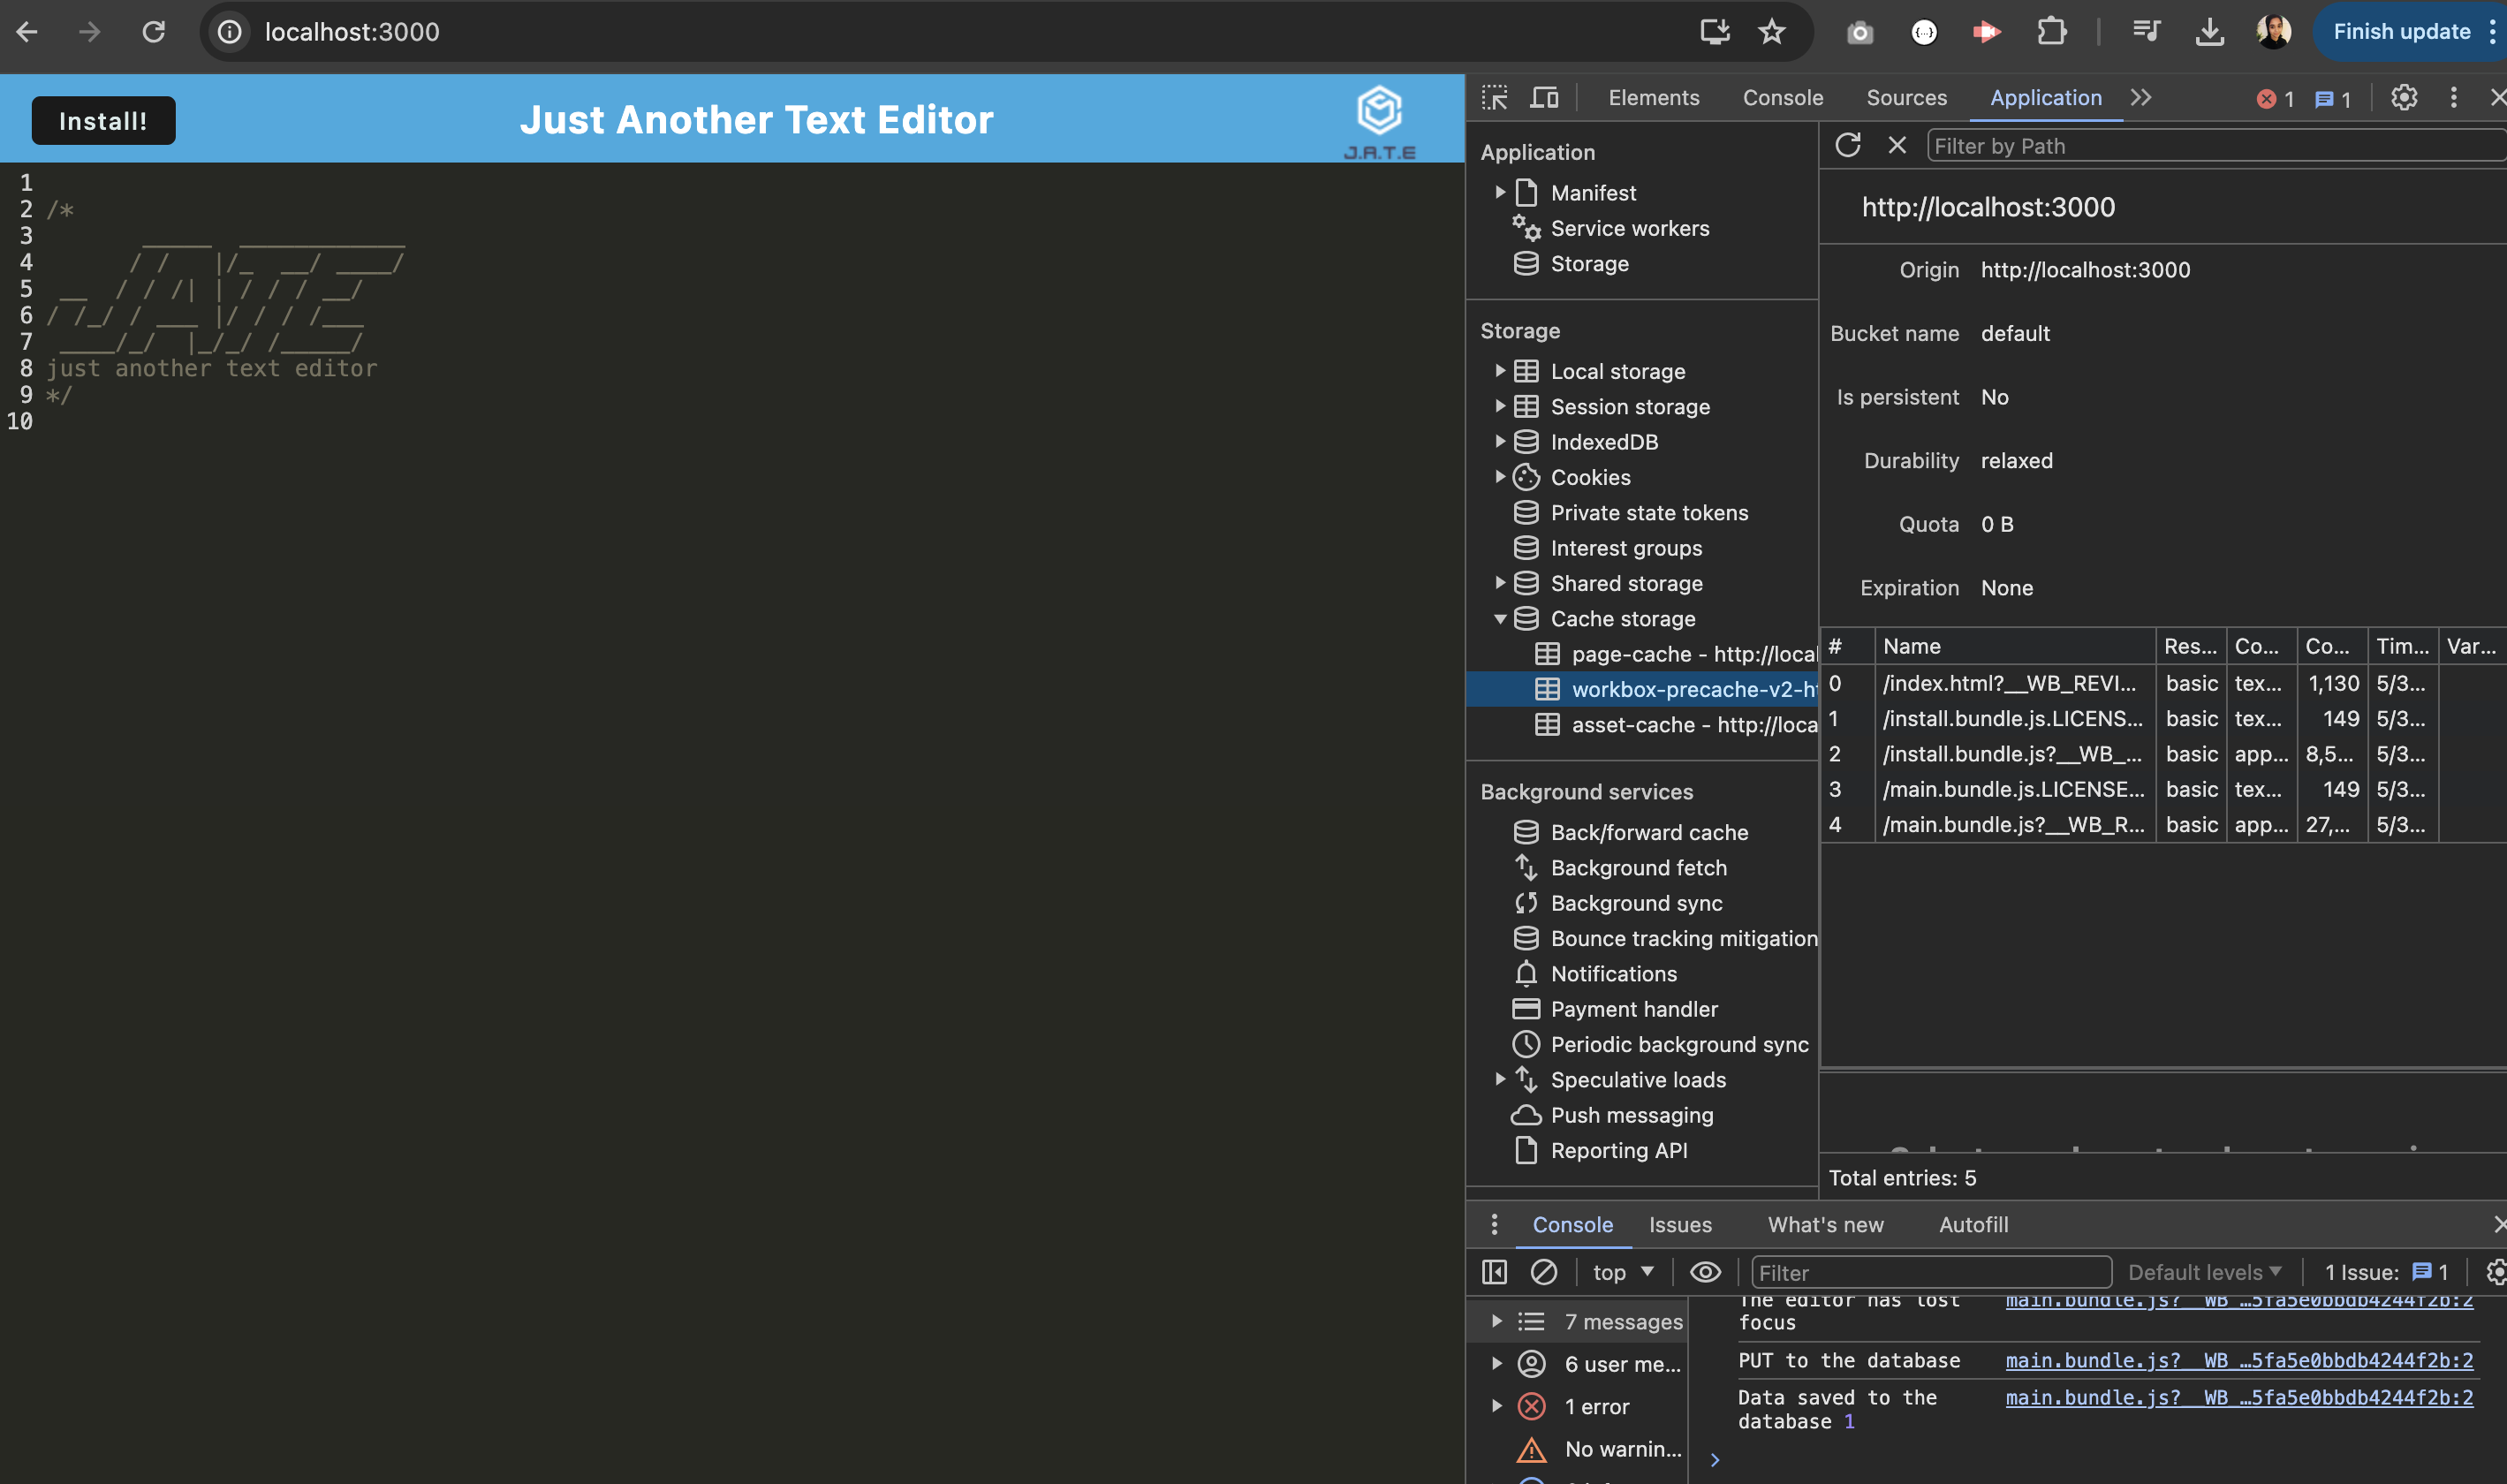 localhost:3000
Finish update
Install!
Just Another Text Editor
J.A.T.E
1
2 /*
3      _____  ____________
4      / /   |/_  __/ ____/
5 __  / / /| | / / / __/
6 / /_/ / ___ |/ / / /___
7 ____/_/  |_/_/ /_____/
8 just another text editor
9 */
10
Elements Console Sources Application 1 1
Application
Manifest
Service workers
Storage
Storage
Local storage
Session storage
IndexedDB
Cookies
Private state tokens
Interest groups
Shared storage
Cache storage
page-cache - http://local
workbox-precache-v2-ht
asset-cache - http://loca
Background services
Back/forward cache
Background fetch
Background sync
Bounce tracking mitigation
Notifications
Payment handler
Periodic background sync
Speculative loads
Push messaging
Reporting API
Filter by Path
http://localhost:3000
Origin http://localhost:3000
Bucket name default
Is persistent No
Durability relaxed
Quota 0 B
Expiration None
# Name Res... Co... Co... Tim... Var...
0 /index.html?__WB_REVI... basic tex... 1,130 5/3...
1 /install.bundle.js.LICENS... basic tex... 149 5/3...
2 /install.bundle.js?__WB_... basic app... 8,5... 5/3...
3 /main.bundle.js.LICENSE... basic tex... 149 5/3...
4 /main.bundle.js?__WB_R... basic app... 27,... 5/3...
Total entries: 5
Console Issues What's new Autofill
top Filter Default levels 1 Issue: 1
7 messages
6 user me...
1 error
No warnin...
The editor has lost main.bundle.js?__WB_…5fa5e0bbdb4244f2b:2
focus
PUT to the database main.bundle.js?__WB_…5fa5e0bbdb4244f2b:2
Data saved to the main.bundle.js?__WB_…5fa5e0bbdb4244f2b:2
database 1